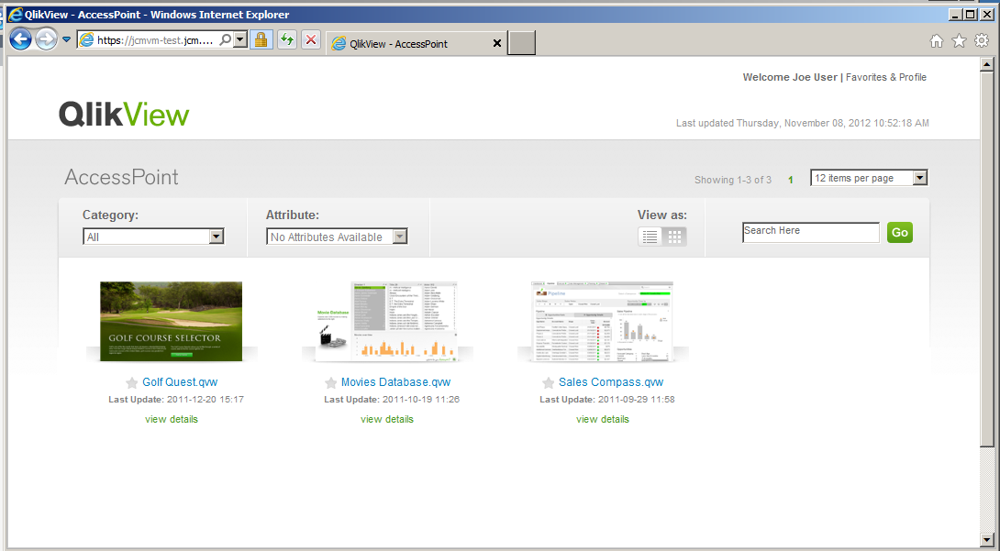 QlikView - AccessPoint - Windows Internet Explorer
https://jcmvm-test.jcm....
QlikView - AccessPoint
Welcome Joe User | Favorites & Profile
QlikView
Last updated Thursday, November 08, 2012 10:52:18 AM
AccessPoint
Showing 1-3 of 3 1 12 items per page
Category: Attribute: View as:
All No Attributes Available Search Here Go
GOLF COURSE SELECTOR
Movie Database
Golf Quest.qvw Movies Database.qvw Sales Compass.qvw
Last Update: 2011-12-20 15:17 Last Update: 2011-10-19 11:26 Last Update: 2011-09-29 11:58
view details view details view details